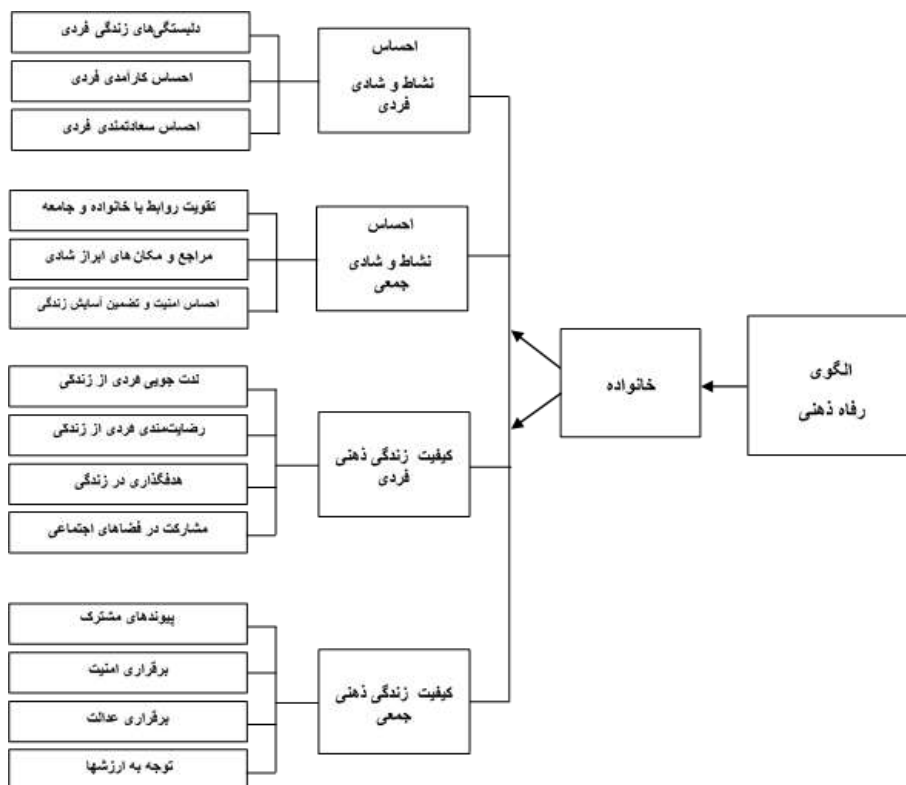 الگوی
رفاه ذهنی
خانواده
احساس
نشاط و شادی
فردی
دلبستگی‌های زندگی فردی
احساس کارآمدی فردی
احساس سعادتمندی فردی
احساس
نشاط و شادی
جمعی
تقویت روابط با خانواده و جامعه
مراجع و مکان های ابراز شادی
احساس امنیت و تضمین آسایش زندگی
کیفیت زندگی ذهنی
فردی
لذت جویی فردی از زندگی
رضایت‌مندی فردی از زندگی
هدفگذاری در زندگی
مشارکت در فضاهای اجتماعی
کیفیت زندگی ذهنی
جمعی
پیوندهای مشترک
برقراری امنیت
برقراری عدالت
توجه به ارزشها